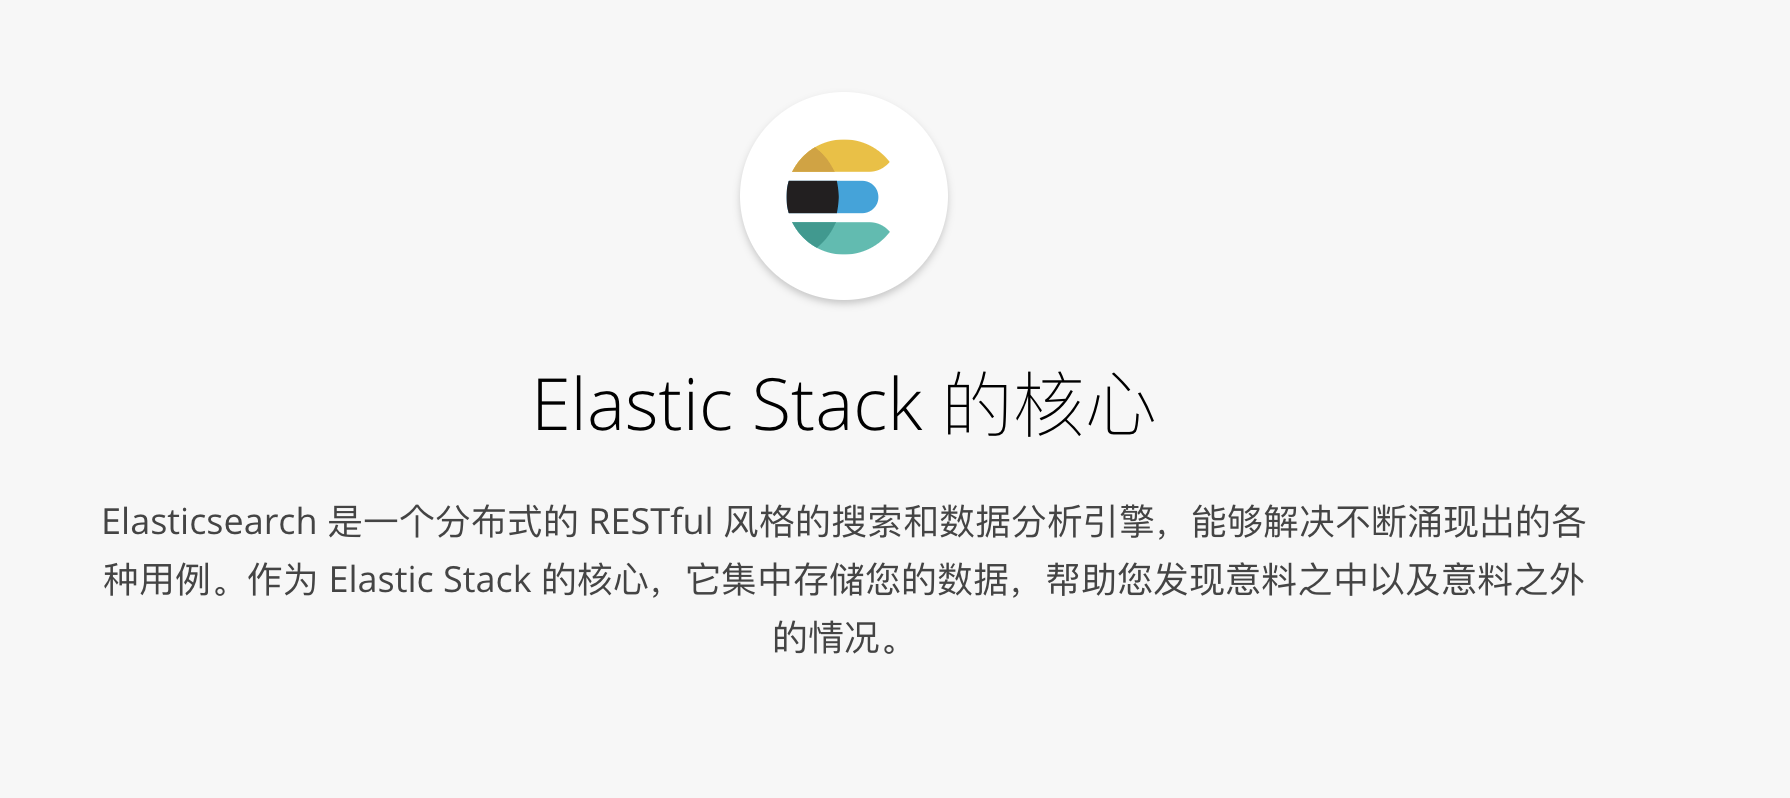 Elastic Stack 的核心
Elasticsearch 是一个分布式的 RESTful 风格的搜索和数据分析引擎，能够解决不断涌现出的各
种用例。作为 Elastic Stack 的核心，它集中存储您的数据，帮助您发现意料之中以及意料之外
的情况。